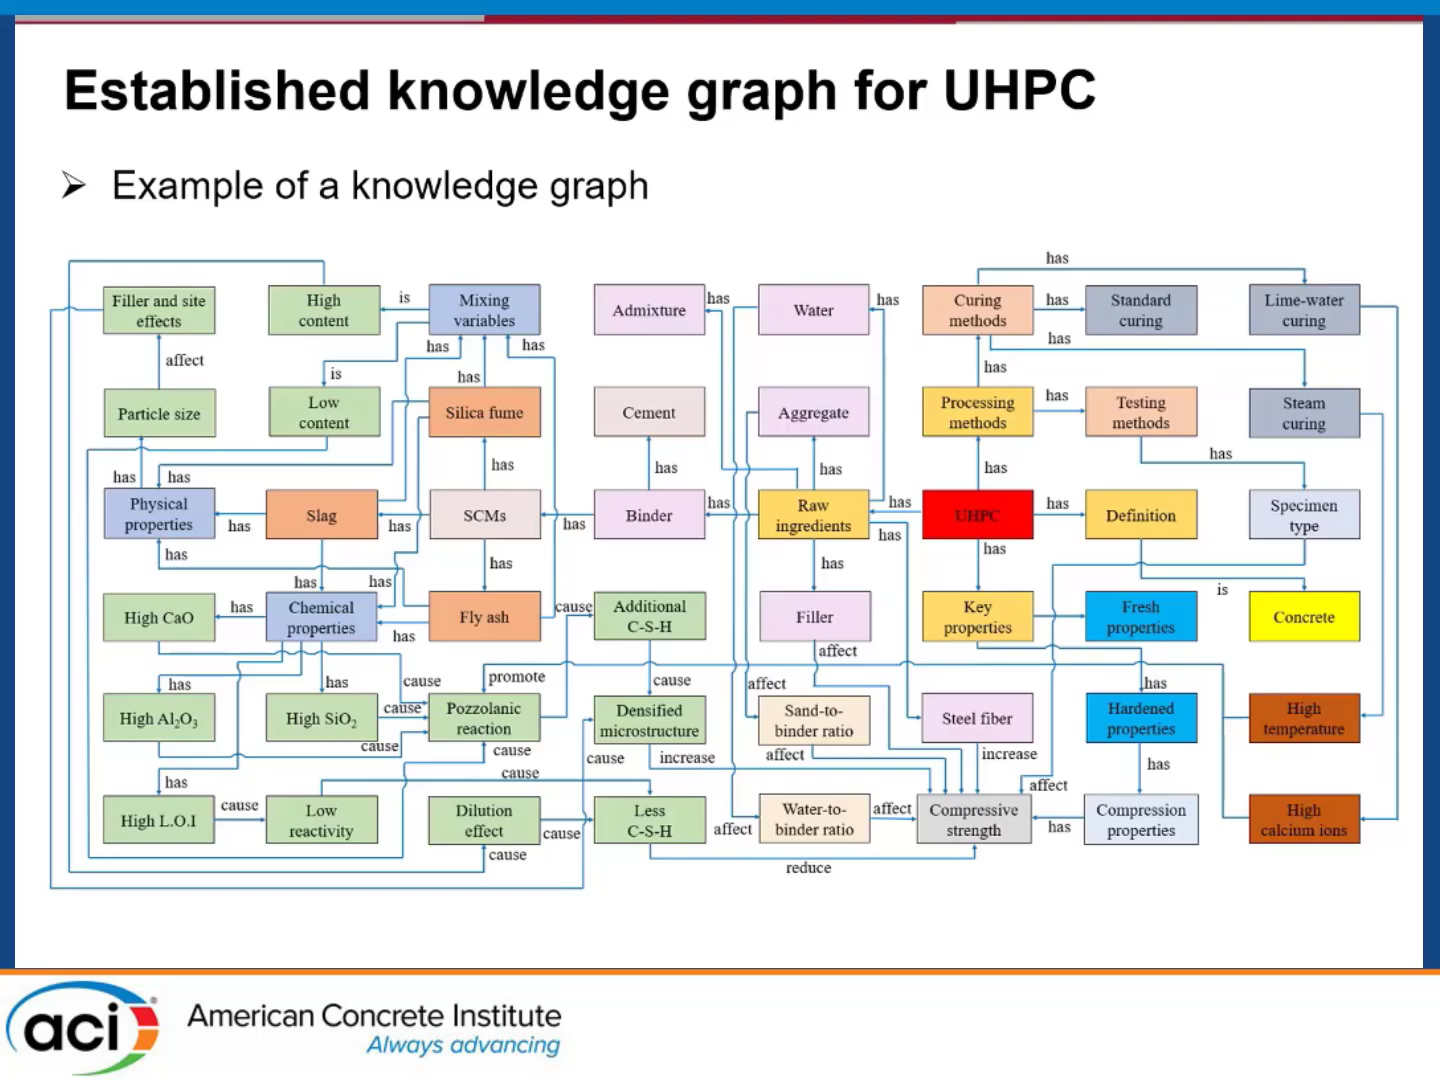 Established knowledge graph for UHPC
Example of a knowledge graph
has
Filler and site
effects
High
content
is
Mixing
variables
Admixture
has
Water
has
Curing
methods
has
Standard
curing
Lime-water
curing
has
has
has
affect
is
has
has
Particle size
Low
content
Silica fume
Cement
Aggregate
Processing
methods
has
Testing
methods
Steam
curing
has
has
has
has
has
has
has
Physical
properties
has
Slag
has
SCMs
has
Binder
has
Raw
ingredients
has
UHPC
has
Definition
Specimen
type
has
has
has
has
has
has
has
is
High CaO
has
Chemical
properties
has
Fly ash
cause
Additional
C-S-H
Filler
Key
properties
Fresh
properties
Concrete
affect
has
has
cause
promote
cause
affect
has
High Al₂O₃
High SiO₂
cause
Pozzolanic
reaction
Densified
microstructure
Sand-to-
binder ratio
Steel fiber
Hardened
properties
High
temperature
cause
cause
cause
increase
affect
increase
has
has
cause
affect
High L.O.I
cause
Low
reactivity
Dilution
effect
cause
Less
C-S-H
affect
Water-to-
binder ratio
affect
Compressive
strength
has
Compression
properties
High
calcium ions
cause
reduce
aci
®
American Concrete Institute
Always advancing